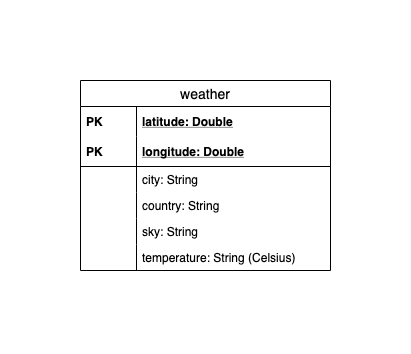 weather
PK latitude: Double
PK longitude: Double
city: String
country: String
sky: String
temperature: String (Celsius)